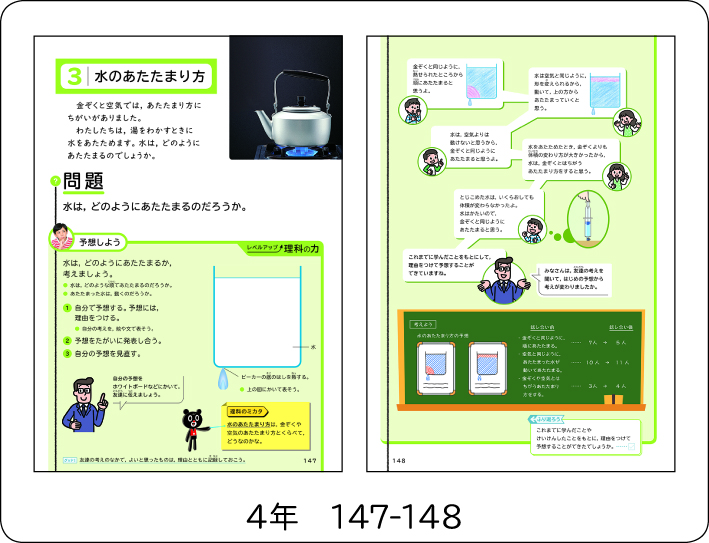 3 水のあたたまり方
金ぞくと空気では，あたたまり方に
ちがいがありました。
わたしたちは，湯をわかすときに
水をあたためます。水は，どのように
あたたまるのでしょうか。
問題
水は，どのようにあたたまるのだろうか。
予想しよう
レベルアップ 理科の力
水は，どのようにあたたまるか，
考えましょう。
水は，どのような順であたたまるのだろうか。
あたたまった水は，動くのだろうか。
1 自分で予想する。予想には，
理由をつける。
自分の考えを，絵や文で表そう。
2 予想をたがいに発表し合う。
3 自分の予想を見直す。
水
ビーカーの底のはしを熱する。
上の図にかいて表そう。
自分の予想を
ホワイトボードなどにかいて，
友達に伝えましょう。
理科のミカタ
水のあたたまり方は，金ぞくや
空気のあたたまり方とくらべて，
どうなのかな。
友達の考えのなかで，よいと思ったものは，理由とともに記録しておこう。
147
金ぞくと同じように，
熱せられたところから
順にあたたまると
思うよ。
水は空気と同じように，
形を変えられるから，
動いて，上の方から
あたたまっていくと
思う。
水は，空気よりは
動けないと思うから，
金ぞくと同じように
あたたまると思うよ。
水をあたためたとき，金ぞくよりも
体積の変わり方が大きかったから，
水は，金ぞくとはちがう
あたたまり方をすると思う。
とじこめた水は，いくらおしても
体積が変わらなかったよ。
水はかたいので，
金ぞくと同じように
あたたまると思う。
これまでに学んだことをもとにして，
理由をつけて予想することが
できていますね。
みなさんは，友達の考えを
聞いて，はじめの予想から
考えが変わりましたか。
考えよう
水のあたたまり方の予想
話し合い前
話し合い後
・金ぞくと同じように，
順にあたたまる。
7人 → 5人
・空気と同じように，
あたたまった水が
動いてあたたまる。
10人 → 11人
・金ぞくや空気とは
ちがうあたたまり
方をする。
3人 → 4人
ふり返ろう
これまでに学んだことや
けいけんしたことをもとに，理由をつけて
予想することができたでしょうか。
148
4年 147-148